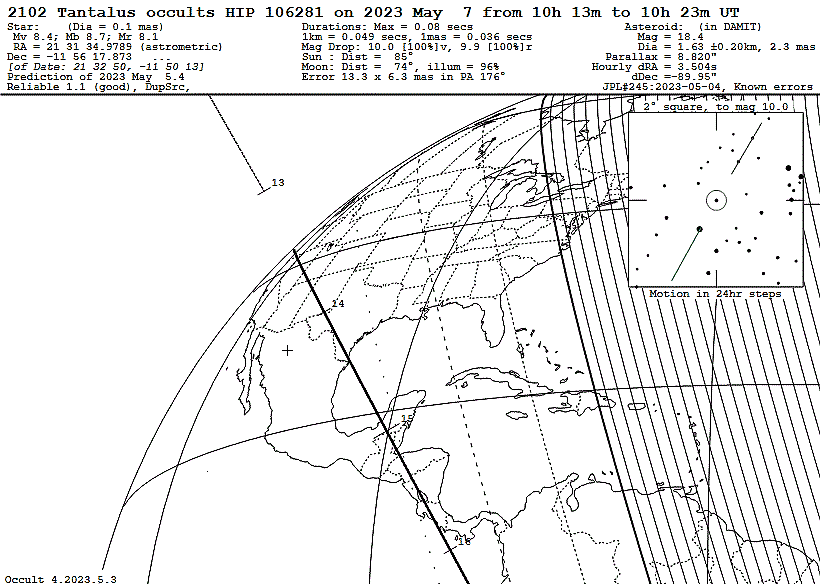 2102 Tantalus occults HIP 106281 on 2023 May  7 from 10h 13m to 10h 23m UT
Star:    (Dia = 0.1 mas)
Mv 8.4; Mb 8.7; Mr 8.1
RA = 21 31 34.9789 (astrometric)
Dec = -11 56 17.873   ...
[of Date: 21 32 50, -11 50 13]
Prediction of 2023 May  5.4
Reliable 1.1 (good), DupSrc,
Durations: Max = 0.08 secs
1km = 0.049 secs, 1mas = 0.036 secs
Mag Drop: 10.0 [100%]v, 9.9 [100%]r
Sun : Dist =  85°
Moon: Dist =  74°, illum = 96%
Error 13.3 x 6.3 mas in PA 176°
Asteroid:  (in DAMIT)
Mag = 18.4
Dia = 1.63 ±0.20km, 2.3 mas
Parallax = 8.820"
Hourly dRA = 3.504s
dDec =-89.95"
JPL#245:2023-05-04, Known errors
2° square, to mag 10.0
13
Motion in 24hr steps
14
15
16
Occult 4.2023.5.3